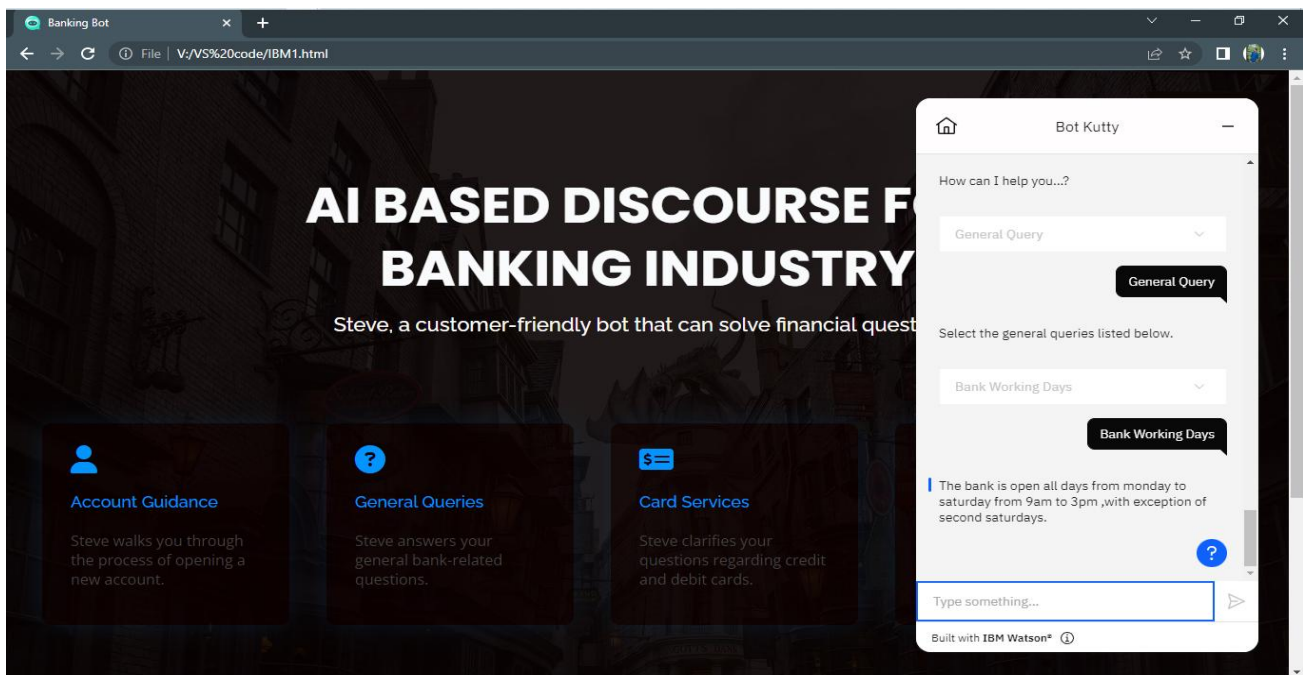 Banking Bot
File | V:/VS%20code/IBM1.html
AI BASED DISCOURSE
BANKING INDUSTRY
Steve, a customer-friendly bot that can solve financial
Account Guidance
Steve walks you through
the process of opening a
new account.
General Queries
Steve answers your
general bank-related
questions.
Card Services
Steve clarifies your
questions regarding credit
and debit cards.
Bot Kutty
How can I help you...?
General Query
General Query
Select the general queries listed below.
Bank Working Days
Bank Working Days
The bank is open all days from monday to
saturday from 9am to 3pm ,with exception of
second saturdays.
?
Type something...
Built with IBM Watson®